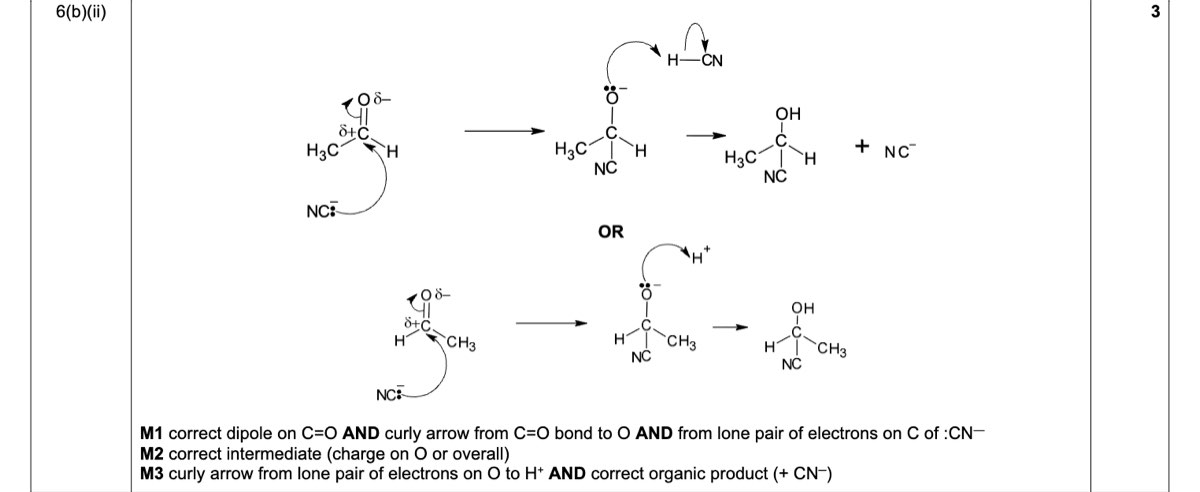 6(b)(ii)
3
H—CN
O δ–
δ+C
H₃C
H
NC:⁻
:O⁻
C
H₃C
H
NC
OH
C
H₃C
H
NC
+ NC⁻
OR
H⁺
O δ–
δ+C
H
CH₃
NC:⁻
:O⁻
C
H
CH₃
NC
OH
C
H
CH₃
NC
M1 correct dipole on C=O AND curly arrow from C=O bond to O AND from lone pair of electrons on C of :CN⁻
M2 correct intermediate (charge on O or overall)
M3 curly arrow from lone pair of electrons on O to H⁺ AND correct organic product (+ CN⁻)